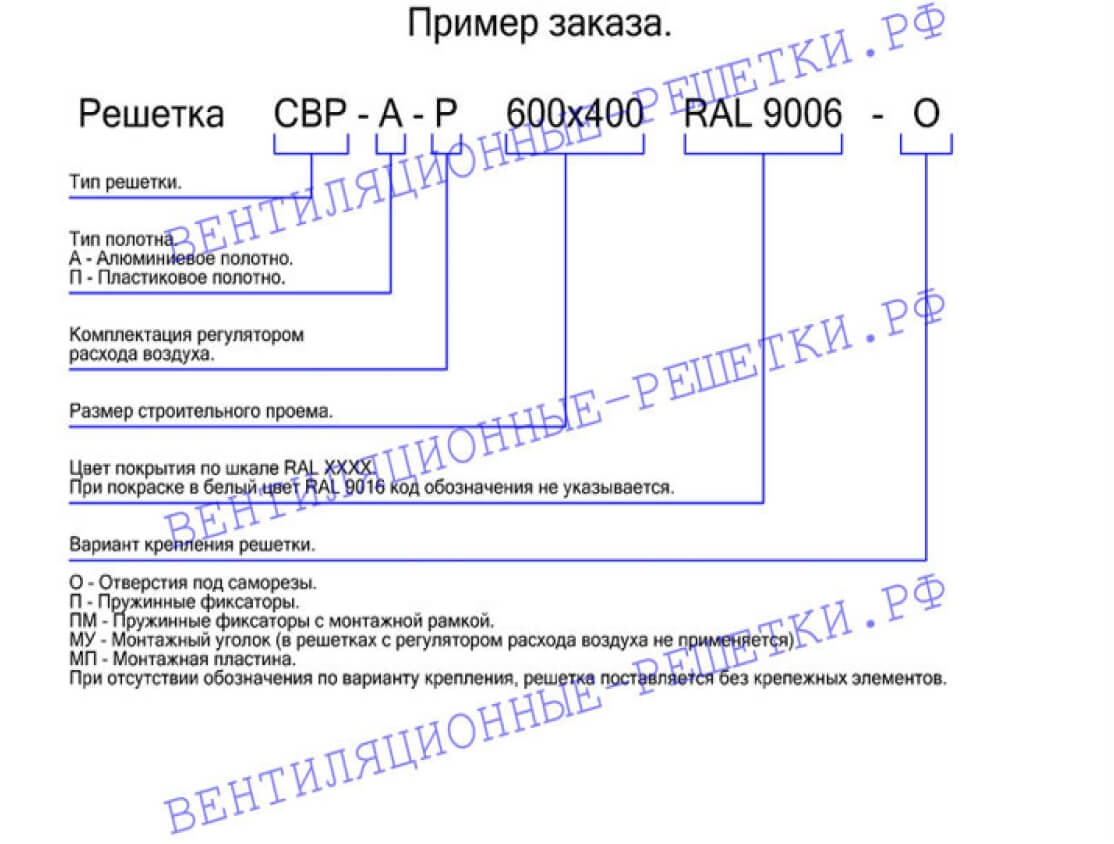 Пример заказа.
Решетка СВР - А - Р 600х400 RAL 9006 - О
Тип решетки.
Тип полотна.
А - Алюминиевое полотно.
П - Пластиковое полотно.
Комплектация регулятором
расхода воздуха.
Размер строительного проема.
Цвет покрытия по шкале RAL XXXX.
При покраске в белый цвет RAL 9016 код обозначения не указывается.
Вариант крепления решетки.
О - Отверстия под саморезы.
П - Пружинные фиксаторы.
ПМ - Пружинные фиксаторы с монтажной рамкой.
МУ - Монтажный уголок (в решетках с регулятором расхода воздуха не применяется)
МП - Монтажная пластина.
При отсутствии обозначения по варианту крепления, решетка поставляется без крепежных элементов.
ВЕНТИЛЯЦИОННЫЕ-РЕШЕТКИ.РФ
ВЕНТИЛЯЦИОННЫЕ-РЕШЕТКИ.РФ
ВЕНТИЛЯЦИОННЫЕ-РЕШЕТКИ.РФ